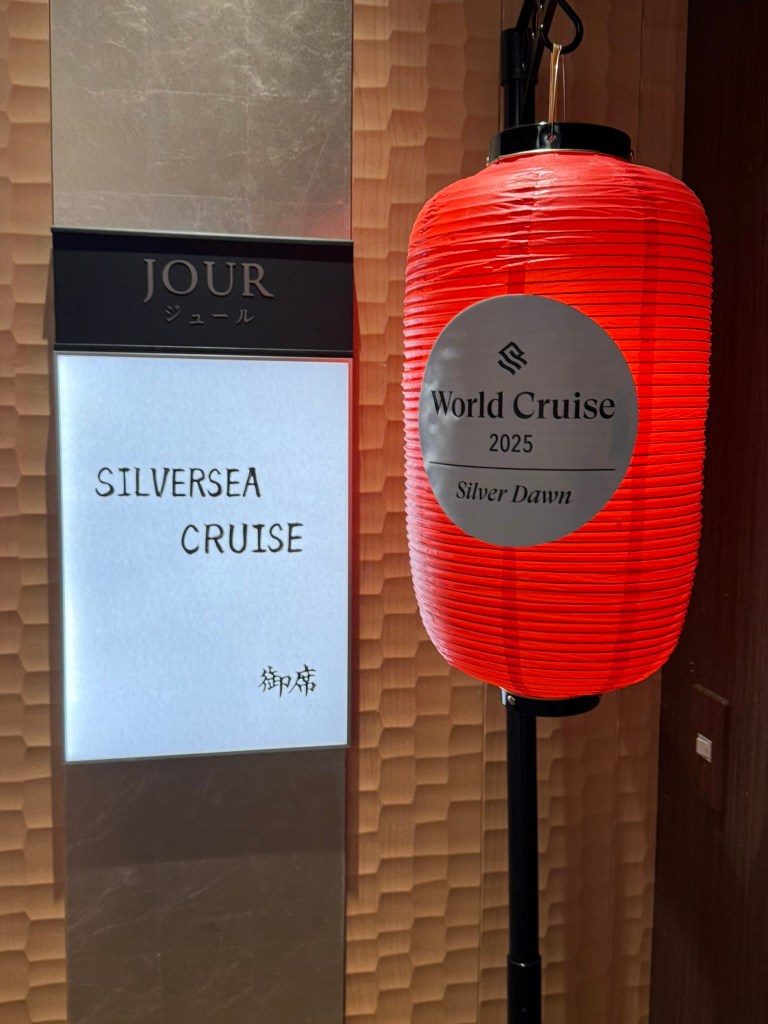 JOUR
ジュール
SILVERSEA
CRUISE
御席
World Cruise
2025
Silver Dawn